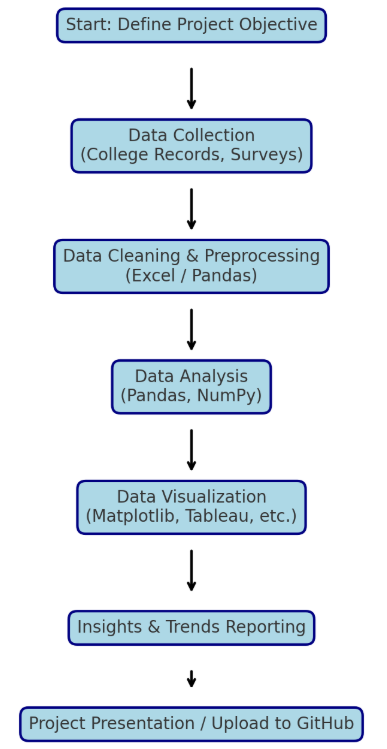 Start: Define Project Objective
Data Collection
(College Records, Surveys)
Data Cleaning & Preprocessing
(Excel / Pandas)
Data Analysis
(Pandas, NumPy)
Data Visualization
(Matplotlib, Tableau, etc.)
Insights & Trends Reporting
Project Presentation / Upload to GitHub